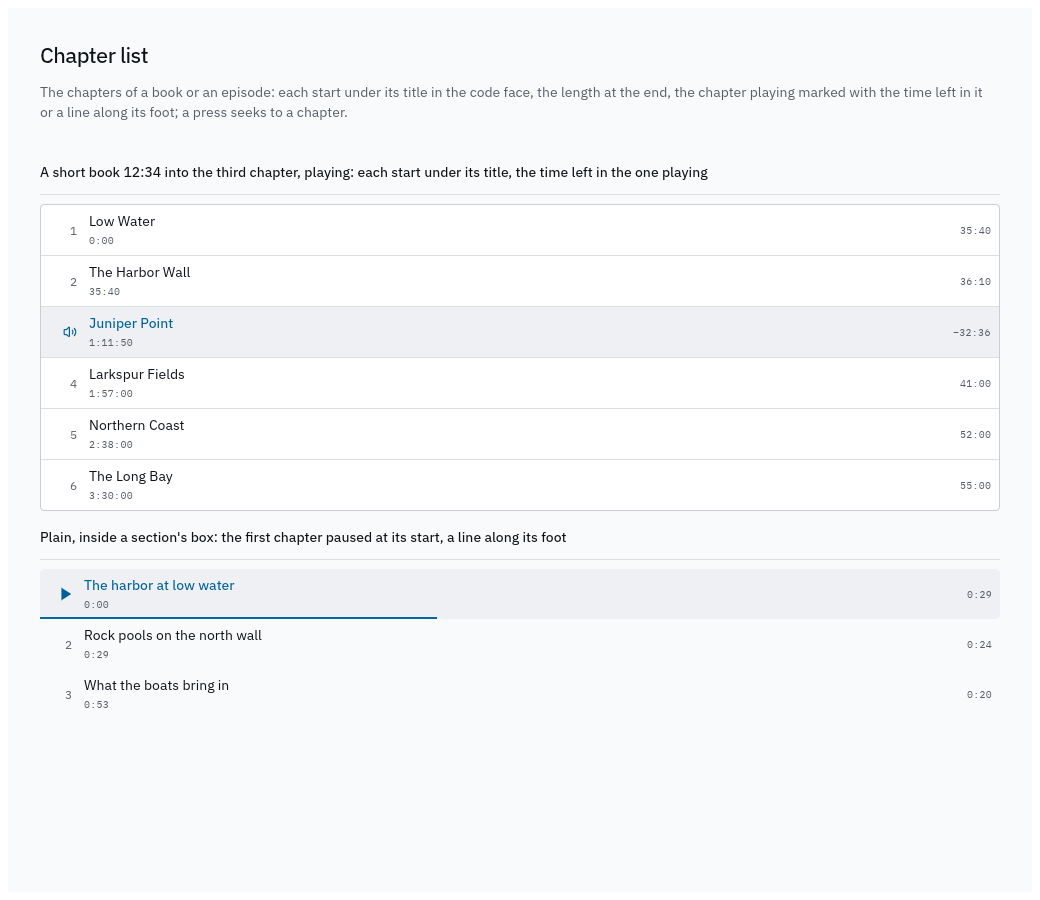 Chapter list
The chapters of a book or an episode: each start under its title in the code face, the length at the end, the chapter playing marked with the time left in it
or a line along its foot; a press seeks to a chapter.
A short book 12:34 into the third chapter, playing: each start under its title, the time left in the one playing
1 Low Water 35:40
0:00
2 The Harbor Wall 36:10
35:40
Juniper Point −32:36
1:11:50
4 Larkspur Fields 41:00
1:57:00
5 Northern Coast 52:00
2:38:00
6 The Long Bay 55:00
3:30:00
Plain, inside a section's box: the first chapter paused at its start, a line along its foot
The harbor at low water 0:29
0:00
2 Rock pools on the north wall 0:24
0:29
3 What the boats bring in 0:20
0:53